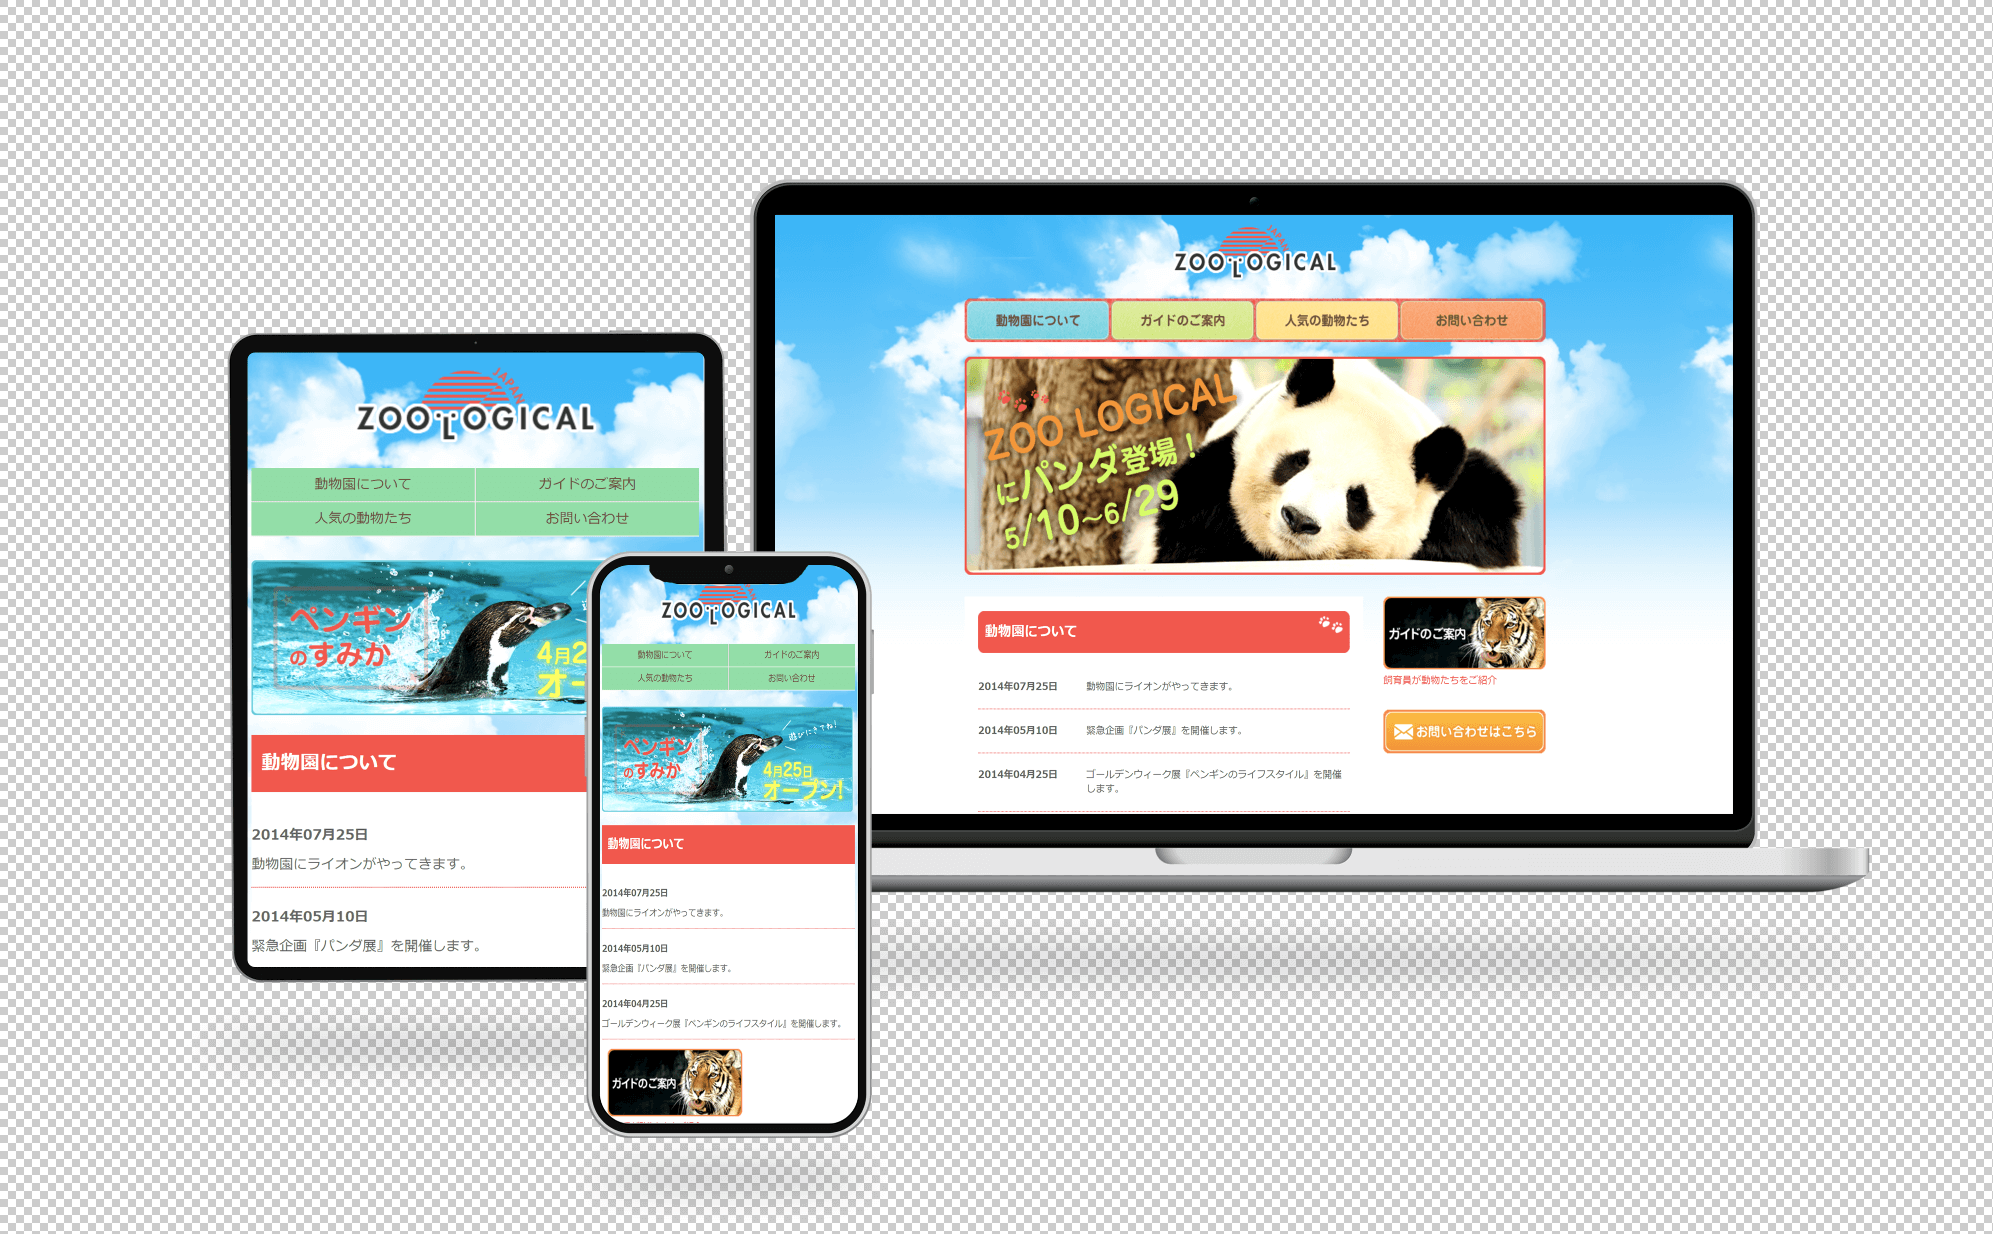 JAPAN
ZOO LOGICAL
動物園について
ガイドのご案内
人気の動物たち
お問い合わせ
ペンギン
のすみか
4月2
オー
動物園について
2014年07月25日
動物園にライオンがやってきます。
2014年05月10日
緊急企画『パンダ展』を開催します。
ZOO LOGICAL
動物園について
ガイドのご案内
人気の動物たち
お問い合わせ
遊びにきてね!
ペンギン
のすみか
4月25日
オープン!
動物園について
2014年07月25日
動物園にライオンがやってきます。
2014年05月10日
緊急企画『パンダ展』を開催します。
2014年04月25日
ゴールデンウィーク展『ペンギンのライフスタイル』を開催します。
ガイドのご案内
JAPAN
ZOO LOGICAL
動物園について
ガイドのご案内
人気の動物たち
お問い合わせ
ZOO LOGICAL
にパンダ登場！
5/10～6/29
動物園について
2014年07月25日 動物園にライオンがやってきます。
2014年05月10日 緊急企画『パンダ展』を開催します。
2014年04月25日 ゴールデンウィーク展『ペンギンのライフスタイル』を開催
します。
ガイドのご案内
飼育員が動物たちをご紹介
お問い合わせはこちら